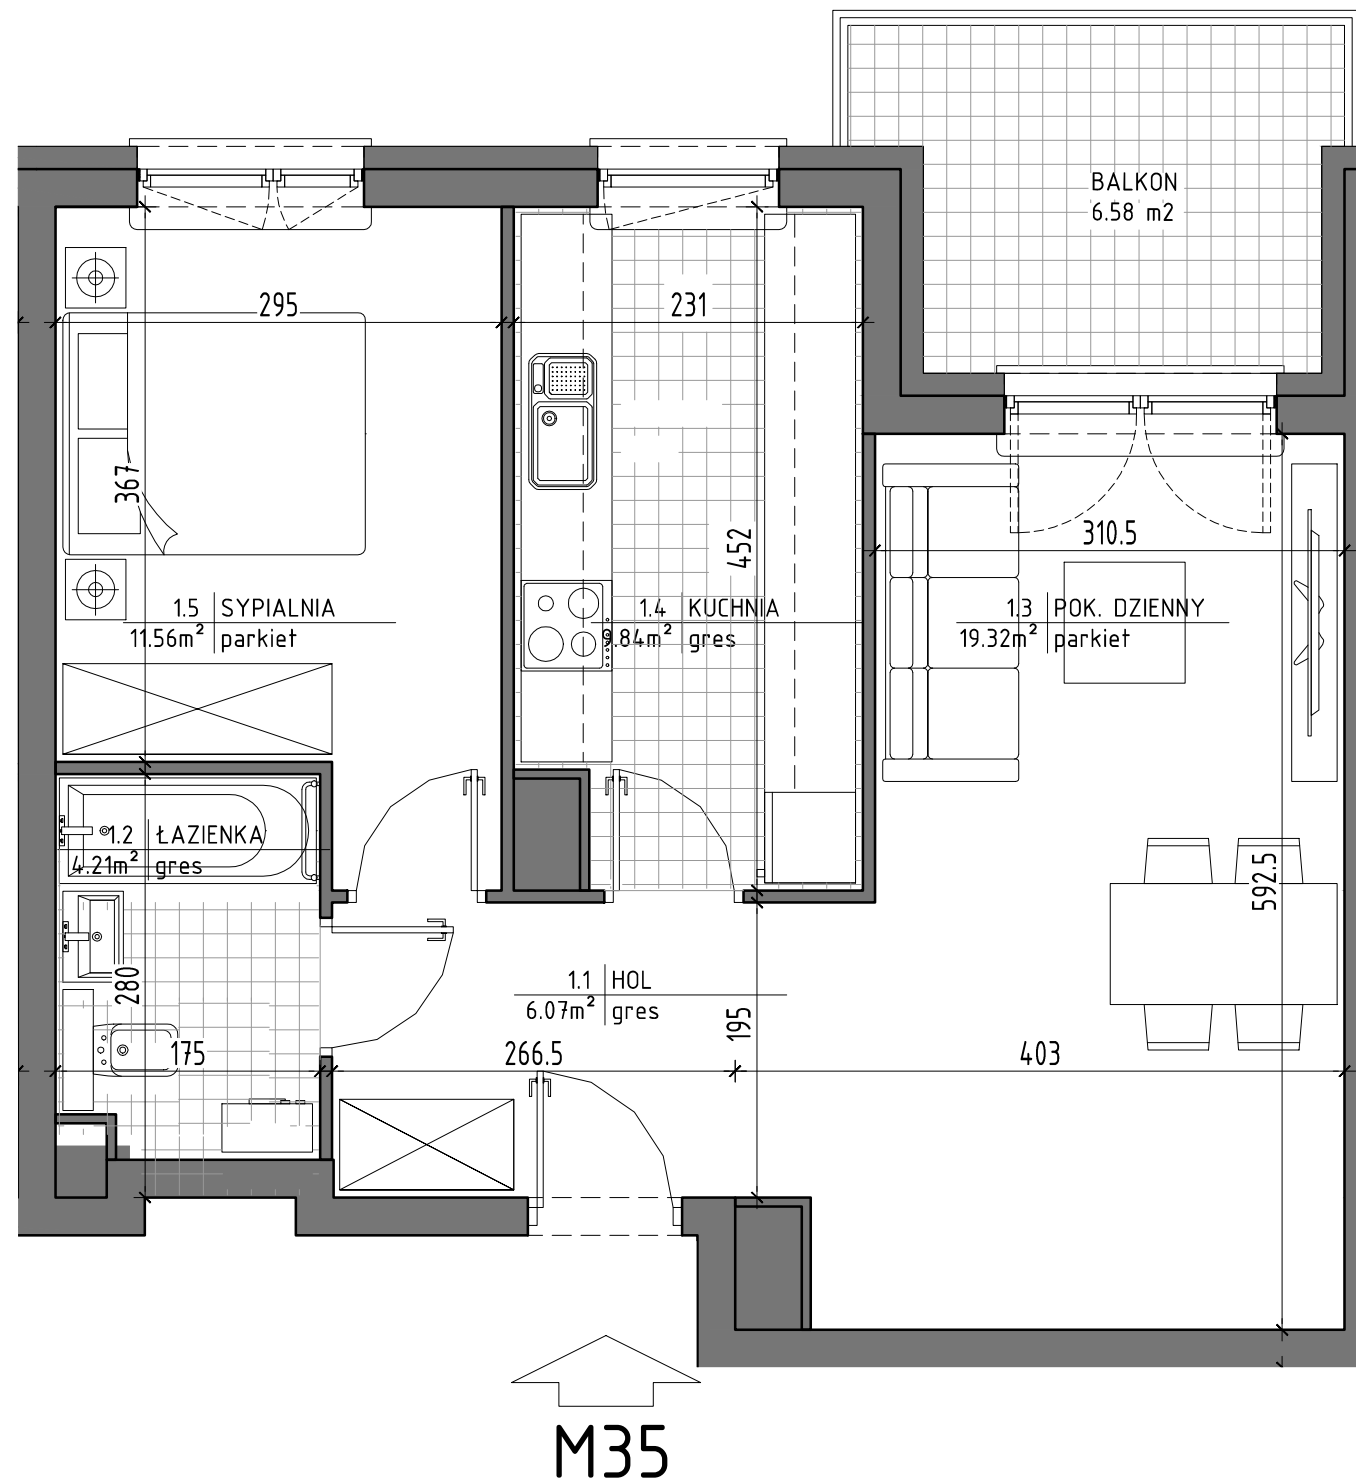 BALKON
6.58 m2
295
231
367
452
310.5
1.5 SYPIALNIA
11.56m² parkiet
1.4 KUCHNIA
9.84m² gres
1.3 POK. DZIENNY
19.32m² parkiet
1.2 ŁAZIENKA
4.21m² gres
592.5
280
1.1 HOL
6.07m² gres
195
175
266.5
403
M35